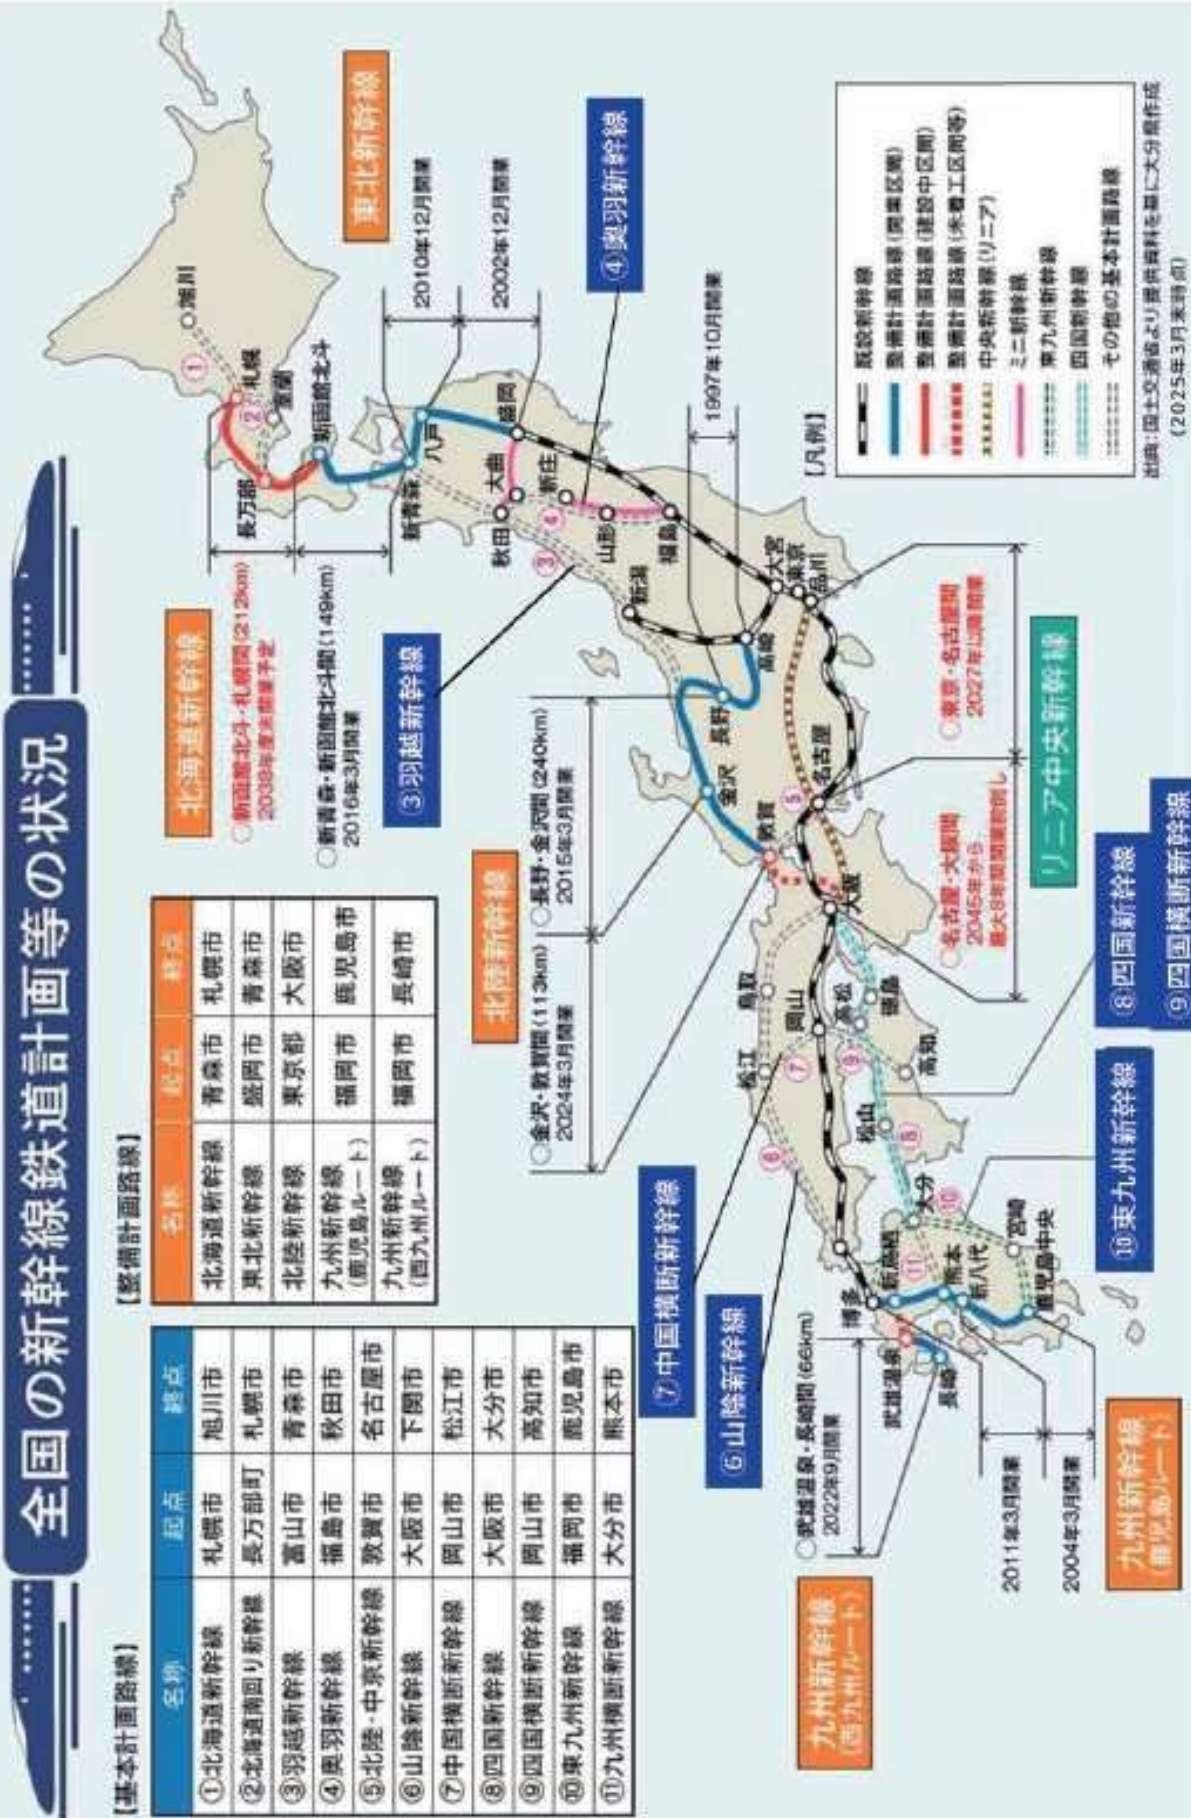 全国の新幹線鉄道計画等の状況
【基本計画路線】
名称 起点 終点
①北海道新幹線 札幌市 旭川市
②北海道南回り新幹線 長万部町 札幌市
③羽越新幹線 富山市 青森市
④奥羽新幹線 福島市 秋田市
⑤北陸・中京新幹線 敦賀市 名古屋市
⑥山陰新幹線 大阪市 下関市
⑦中国横断新幹線 岡山市 松江市
⑧四国新幹線 大阪市 大分市
⑨四国横断新幹線 岡山市 高知市
⑩東九州新幹線 福岡市 鹿児島市
⑪九州横断新幹線 大分市 熊本市
【整備計画路線】
名称 起点 終点
北海道新幹線 青森市 札幌市
東北新幹線 盛岡市 青森市
北陸新幹線 東京都 大阪市
九州新幹線
(鹿児島ルート) 福岡市 鹿児島市
九州新幹線
(西九州ルート) 福岡市 長崎市
北海道新幹線
○新函館北斗・札幌間(212km)
2038年度末開業予定
○新青森・新函館北斗間(149km)
2016年3月開業
③羽越新幹線
東北新幹線
2010年12月開業
2002年12月開業
④奥羽新幹線
1997年10月開業
北陸新幹線
○金沢・敦賀間(113km)
2024年3月開業
○長野・金沢間(240km)
2015年3月開業
⑦中国横断新幹線
⑥山陰新幹線
○武雄温泉・長崎間(66km)
2022年9月開業
九州新幹線
(西九州ルート)
2011年3月開業
2004年3月開業
九州新幹線
(鹿児島ルート)
⑩東九州新幹線
⑧四国新幹線
⑨四国横断新幹線
○名古屋・大阪間
2045年から
最大8年間開業前倒し
○東京・名古屋間
2027年以降開業
リニア中央新幹線
①
旭川
②
札幌
室蘭
長万部
新函館北斗
新青森
八戸
盛岡
大曲
秋田
③
④
新庄
山形
福島
新潟
大宮
東京
品川
高崎
長野
金沢
敦賀
⑤
名古屋
大阪
鳥取
松江
岡山
⑦
⑥
高松
徳島
⑨
高知
松山
⑧
大分
⑩
⑪
博多
新鳥栖
武雄温泉
長崎
熊本
新八代
宮崎
鹿児島中央
【凡例】
既設新幹線
整備計画路線(開業区間)
整備計画路線(建設中区間)
整備計画路線(未着工区間等)
中央新幹線(リニア)
ミニ新幹線
東九州新幹線
四国新幹線
その他の基本計画路線
出典：国土交通省より提供資料を基に大分県作成
(2025年3月末時点)